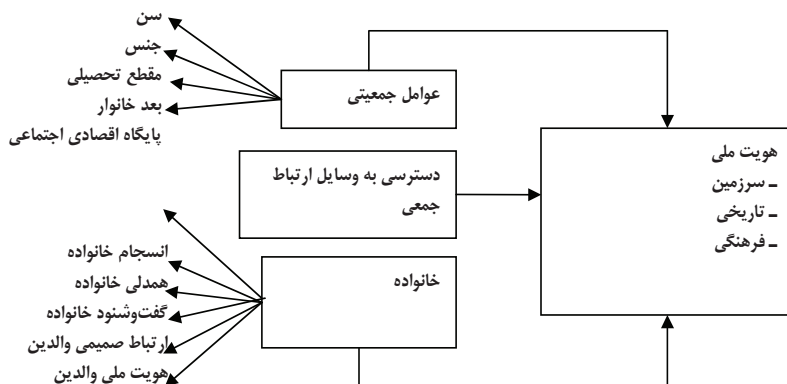 سن
جنس
مقطع تحصیلی
بعد خانوار
پایگاه اقصادی اجتماعی
عوامل جمعیتی
دسترسی به وسایل ارتباط
جمعی
هویت ملی
ـ سرزمین
ـ تاریخی
ـ فرهنگی
خانواده
انسجام خانواده
همدلی خانواده
گفت‌وشنود خانواده
ارتباط صمیمی والدین
هویت ملی والدین